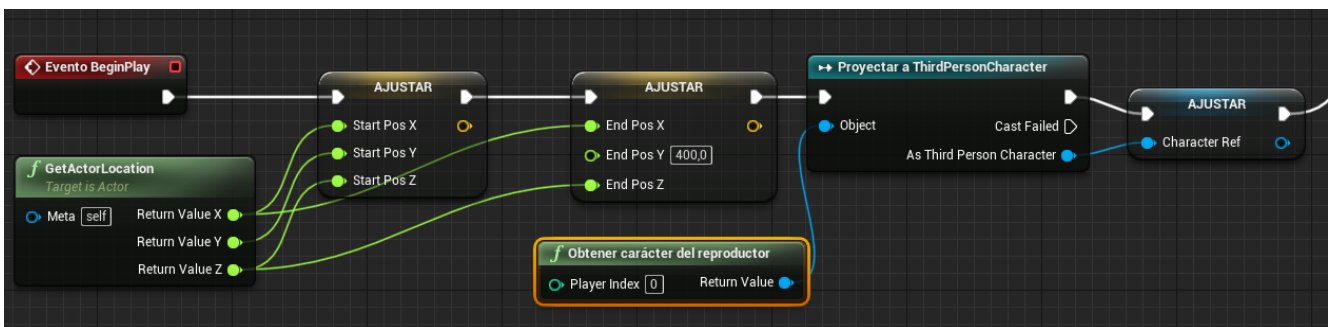 Evento BeginPlay
AJUSTAR
Start Pos X
Start Pos Y
Start Pos Z
AJUSTAR
End Pos X
End Pos Y 400,0
End Pos Z
Proyectar a ThirdPersonCharacter
Object
Cast Failed
As Third Person Character
AJUSTAR
Character Ref
f GetActorLocation
Target is Actor
Meta self Return Value X
Return Value Y
Return Value Z
f Obtener carácter del reproductor
Player Index 0 Return Value